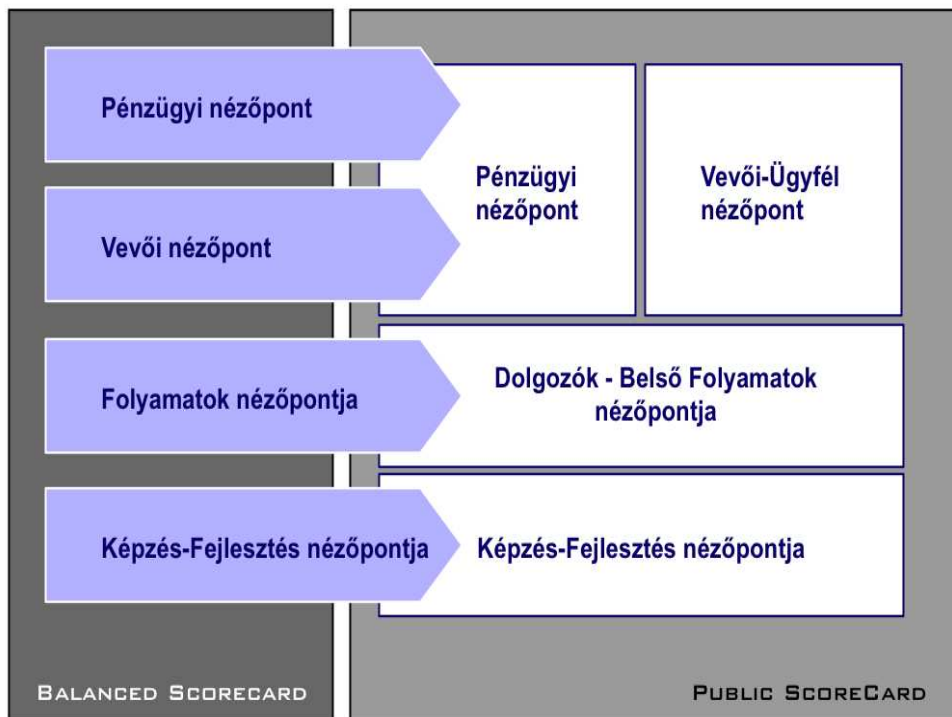 Pénzügyi nézőpont
Vevői nézőpont
Folyamatok nézőpontja
Képzés-Fejlesztés nézőpontja
BALANCED SCORECARD
Pénzügyi
nézőpont
Vevői-Ügyfél
nézőpont
Dolgozók - Belső Folyamatok
nézőpontja
Képzés-Fejlesztés nézőpontja
PUBLIC SCORECARD